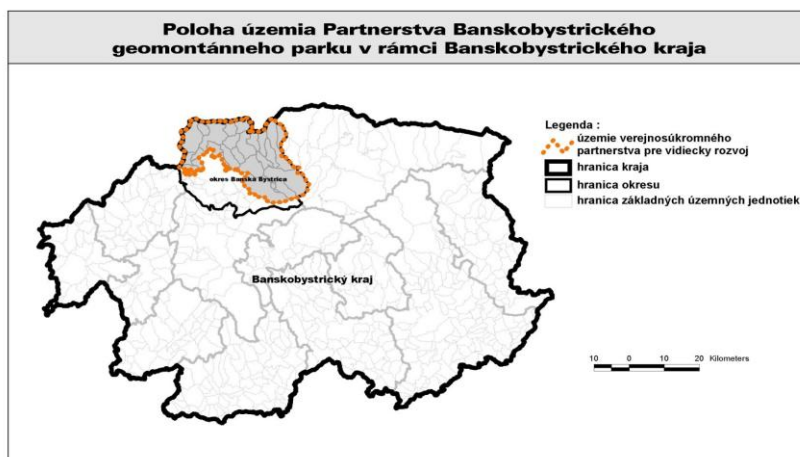 Poloha územia Partnerstva Banskobystrického
geomontánneho parku v rámci Banskobystrického kraja
Legenda :
územie verejnosúkromného
partnerstva pre vidiecky rozvoj
hranica kraja
hranica okresu
hranica základných územných jednotiek
okres Banská Bystrica
Banskobystrický kraj
10 0 10 20 Kilometers